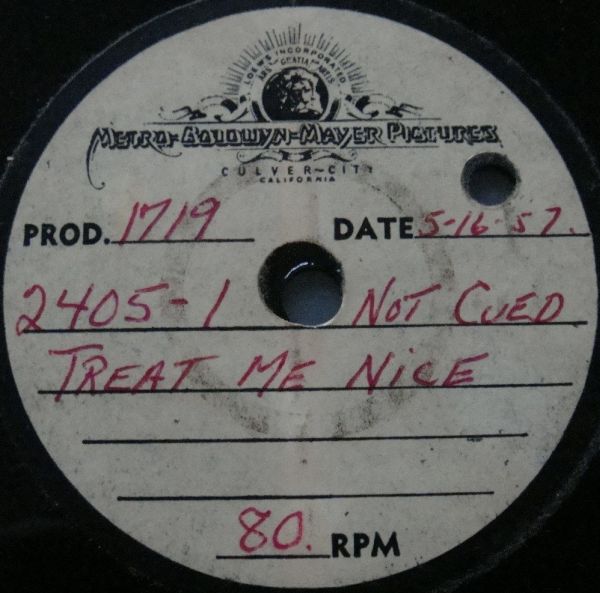 LOEWS INCORPORATED
ARS GRATIA ARTIS
METRO-GOLDWYN-MAYER PICTURES
CULVER-CITY
CALIFORNIA
PROD. 1719 DATE 5-16-57.
2405-1 NOT CUED
TREAT ME NICE
80. RPM